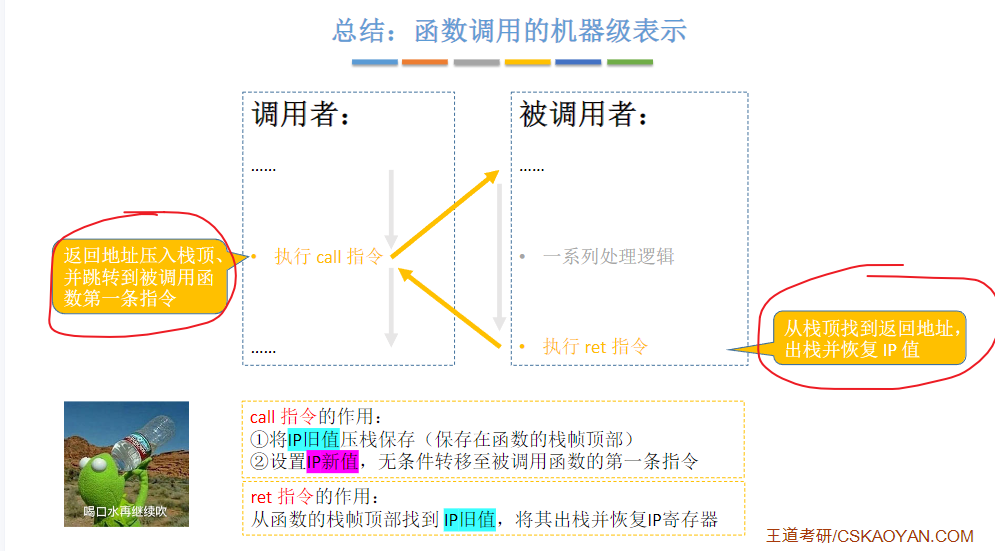 总结：函数调用的机器级表示
调用者：
……
• 执行 call 指令
……
被调用者：
……
• 一系列处理逻辑
• 执行 ret 指令
返回地址压入栈顶、
并跳转到被调用函
数第一条指令
从栈顶找到返回地址，
出栈并恢复 IP 值
喝口水再继续吹
call 指令的作用：
①将IP旧值压栈保存（保存在函数的栈帧顶部）
②设置IP新值，无条件转移至被调用函数的第一条指令
ret 指令的作用：
从函数的栈帧顶部找到 IP旧值，将其出栈并恢复IP寄存器
王道考研/CSKAOYAN.COM